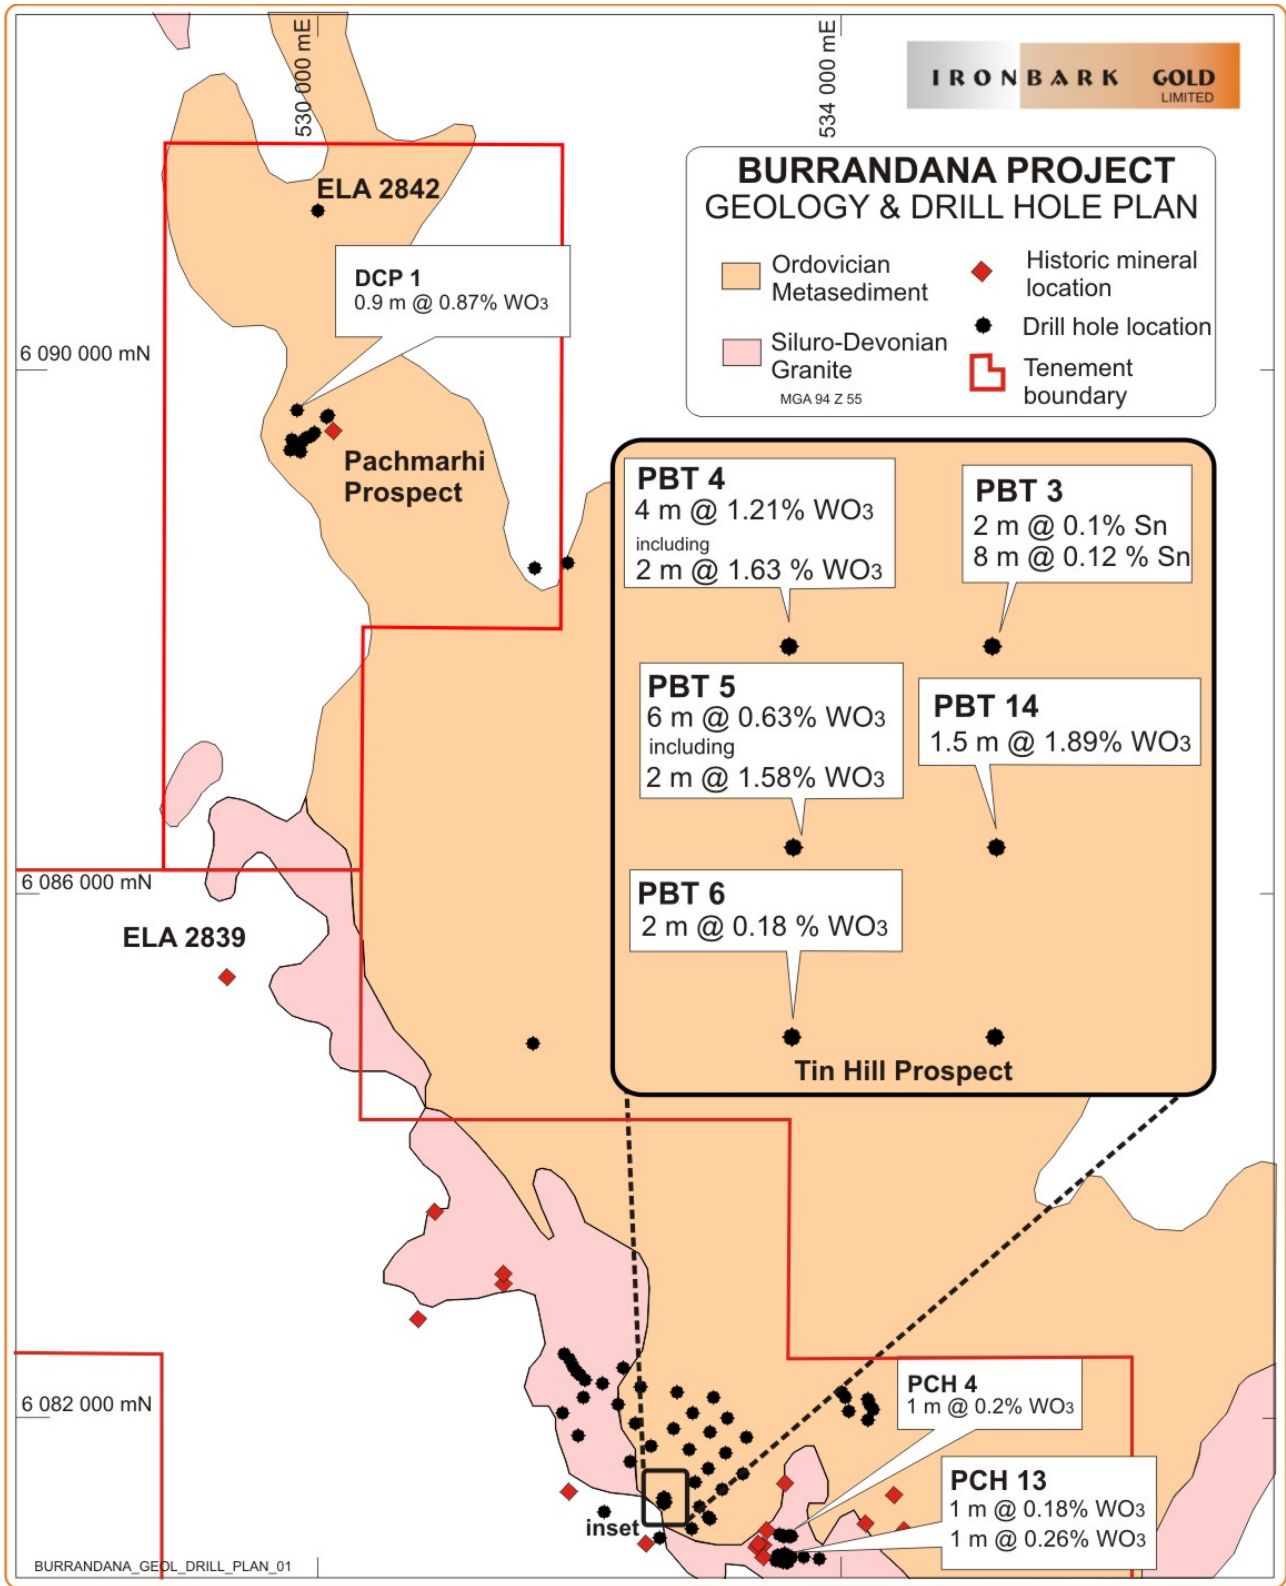 530 000 mE
534 000 mE
IRONBARK GOLD
LIMITED
BURRANDANA PROJECT
GEOLOGY & DRILL HOLE PLAN
Ordovician
Metasediment
Siluro-Devonian
Granite
MGA 94 Z 55
Historic mineral
location
Drill hole location
Tenement
boundary
ELA 2842
DCP 1
0.9 m @ 0.87% WO3
6 090 000 mN
Pachmarhi
Prospect
PBT 4
4 m @ 1.21% WO3
including
2 m @ 1.63 % WO3
PBT 3
2 m @ 0.1% Sn
8 m @ 0.12 % Sn
PBT 5
6 m @ 0.63% WO3
including
2 m @ 1.58% WO3
PBT 14
1.5 m @ 1.89% WO3
6 086 000 mN
PBT 6
2 m @ 0.18 % WO3
ELA 2839
Tin Hill Prospect
6 082 000 mN
PCH 4
1 m @ 0.2% WO3
PCH 13
1 m @ 0.18% WO3
1 m @ 0.26% WO3
inset
BURRANDANA_GEOL_DRILL_PLAN_01